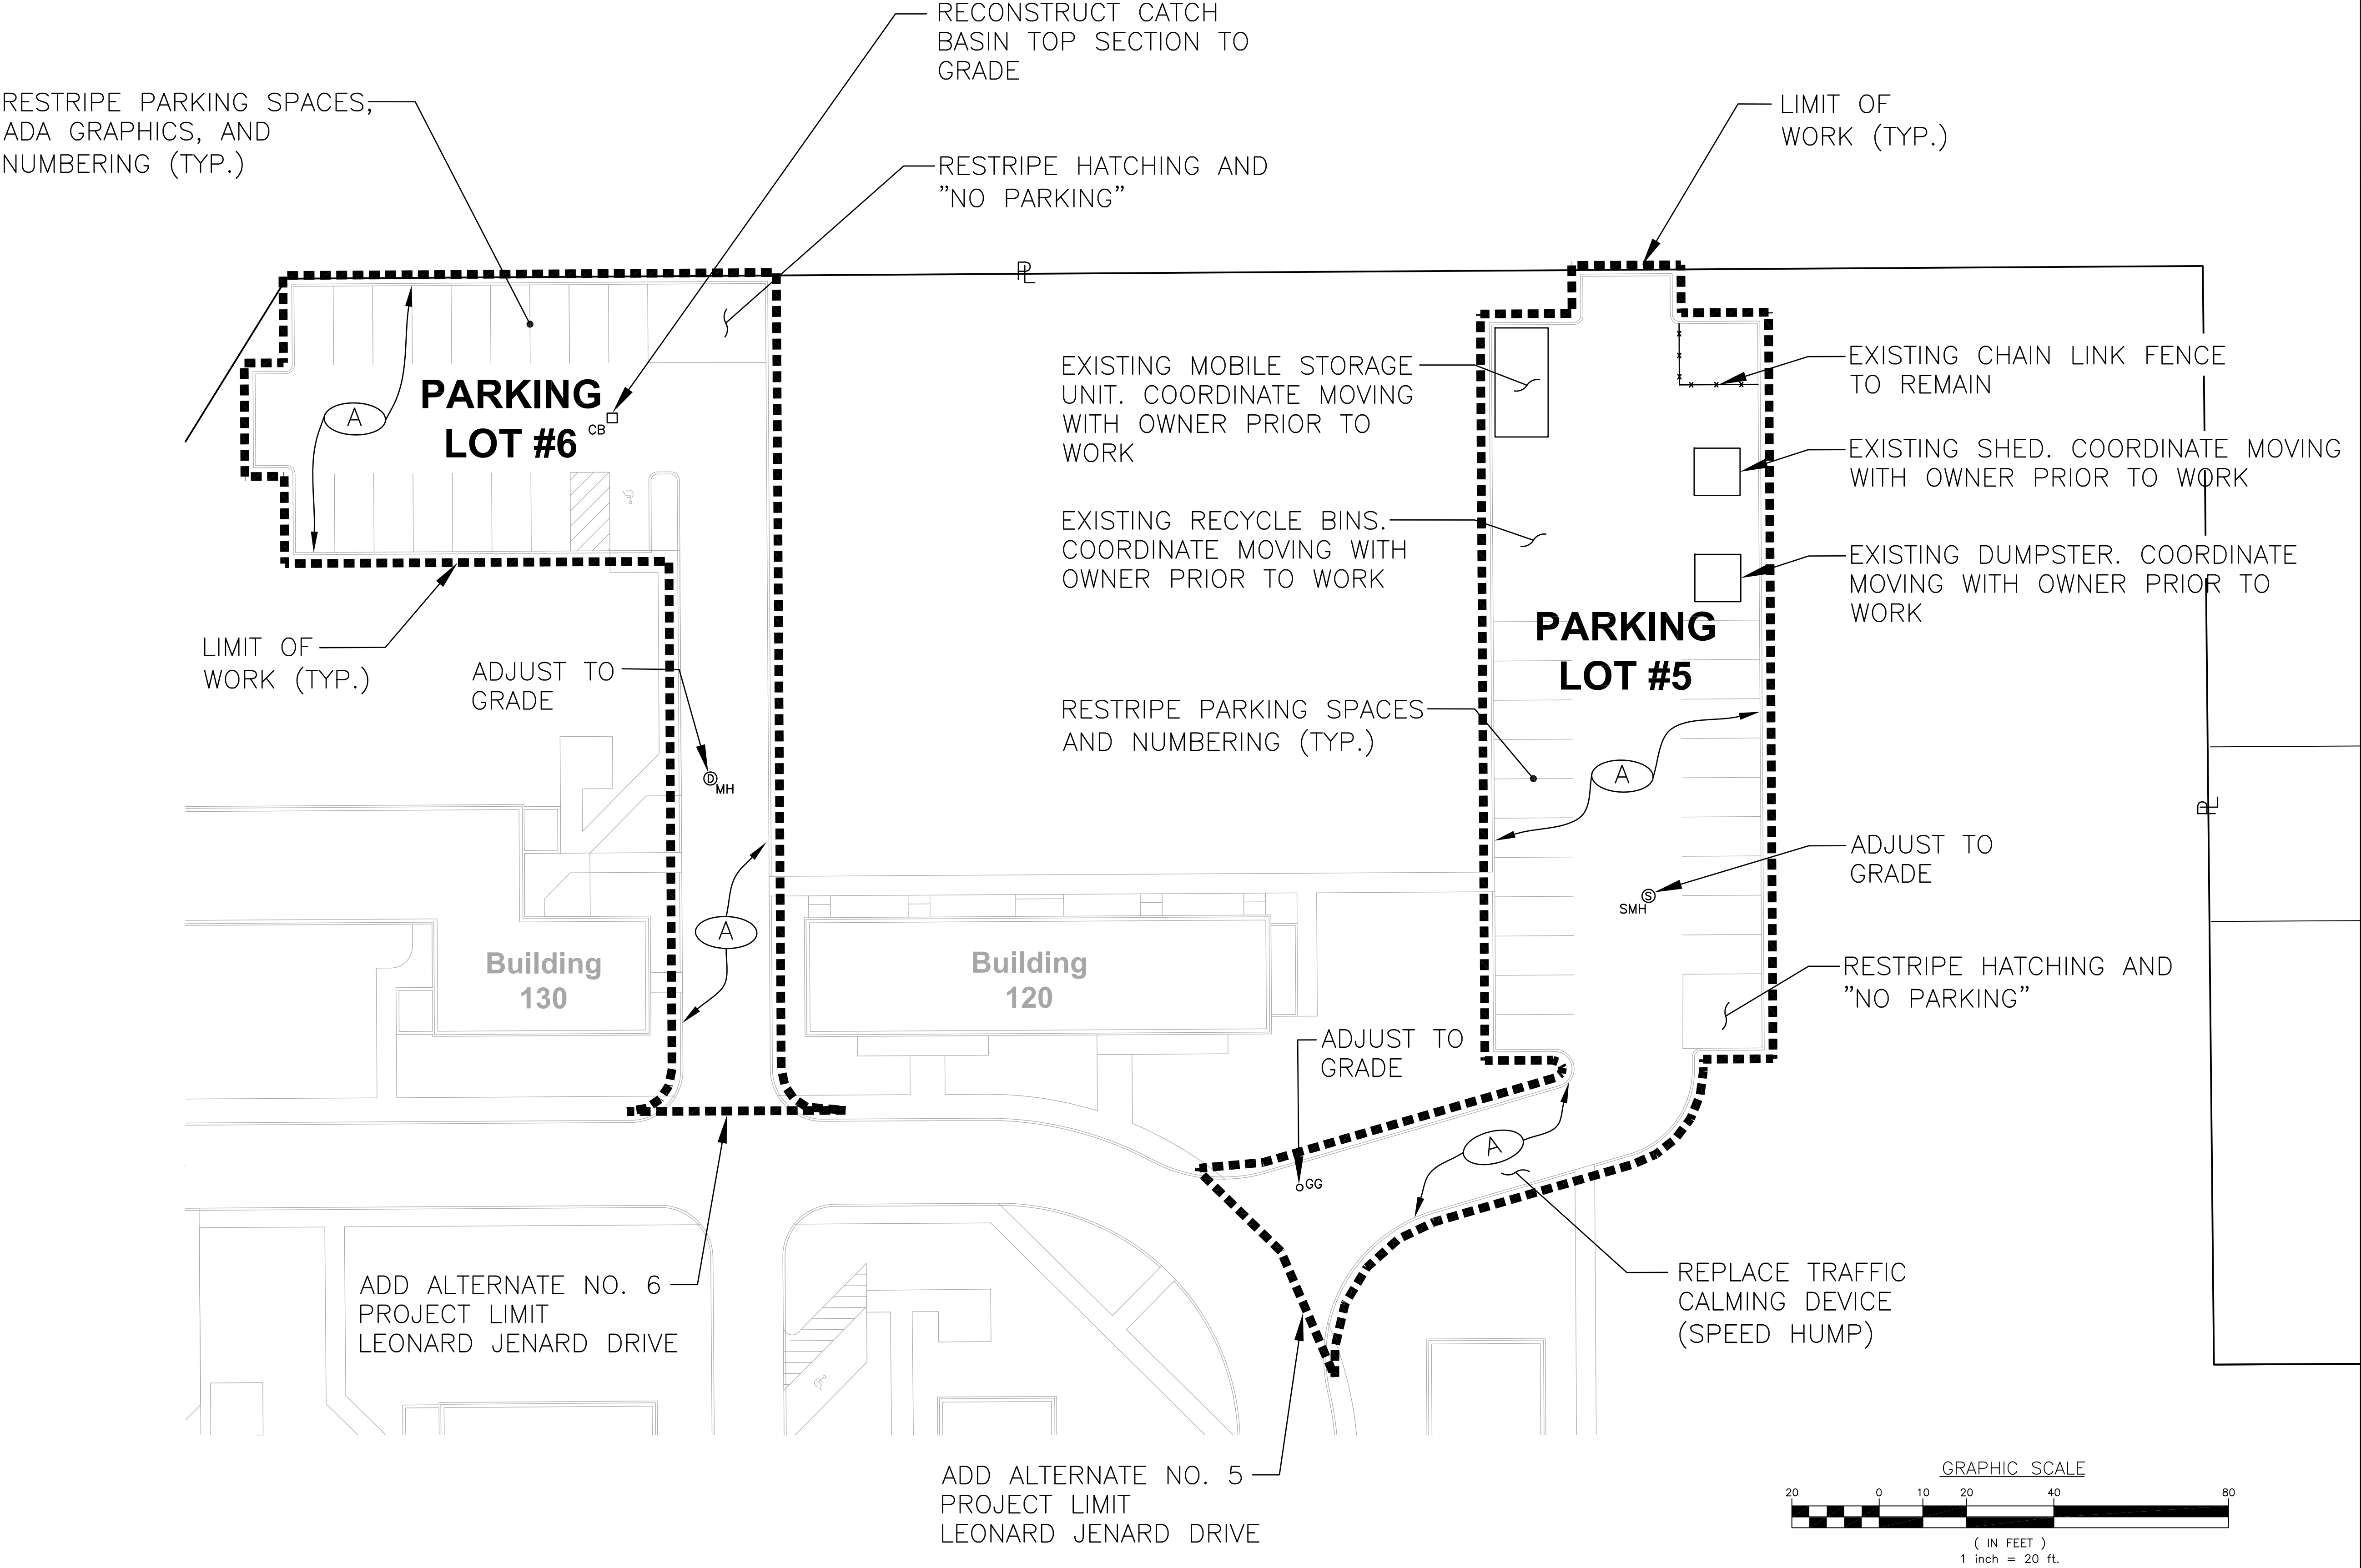 RECONSTRUCT CATCH
BASIN TOP SECTION TO
GRADE
RESTRIPE PARKING SPACES,
ADA GRAPHICS, AND
NUMBERING (TYP.)
LIMIT OF
WORK (TYP.)
RESTRIPE HATCHING AND
"NO PARKING"
PL
EXISTING MOBILE STORAGE
UNIT. COORDINATE MOVING
WITH OWNER PRIOR TO
WORK
EXISTING CHAIN LINK FENCE
TO REMAIN
PARKING
LOT #6
A
CB
EXISTING SHED. COORDINATE MOVING
WITH OWNER PRIOR TO WORK
EXISTING RECYCLE BINS.
COORDINATE MOVING WITH
OWNER PRIOR TO WORK
EXISTING DUMPSTER. COORDINATE
MOVING WITH OWNER PRIOR TO
WORK
PARKING
LOT #5
LIMIT OF
WORK (TYP.)
ADJUST TO
GRADE
D
MH
RESTRIPE PARKING SPACES
AND NUMBERING (TYP.)
A
PL
ADJUST TO
GRADE
S
SMH
A
Building
130
Building
120
RESTRIPE HATCHING AND
"NO PARKING"
ADJUST TO
GRADE
A
GG
ADD ALTERNATE NO. 6
PROJECT LIMIT
LEONARD JENARD DRIVE
REPLACE TRAFFIC
CALMING DEVICE
(SPEED HUMP)
ADD ALTERNATE NO. 5
PROJECT LIMIT
LEONARD JENARD DRIVE
GRAPHIC SCALE
20 0 10 20 40 80
( IN FEET )
1 inch = 20 ft.